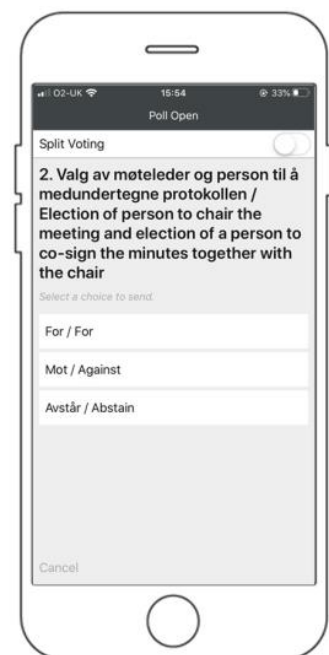 O2-UK 15:54 33%
Poll Open
Split Voting
2. Valg av møteleder og person til å
medundertegne protokollen /
Election of person to chair the
meeting and election of a person to
co-sign the minutes together with
the chair
Select a choice to send.
For / For
Mot / Against
Avstår / Abstain
Cancel